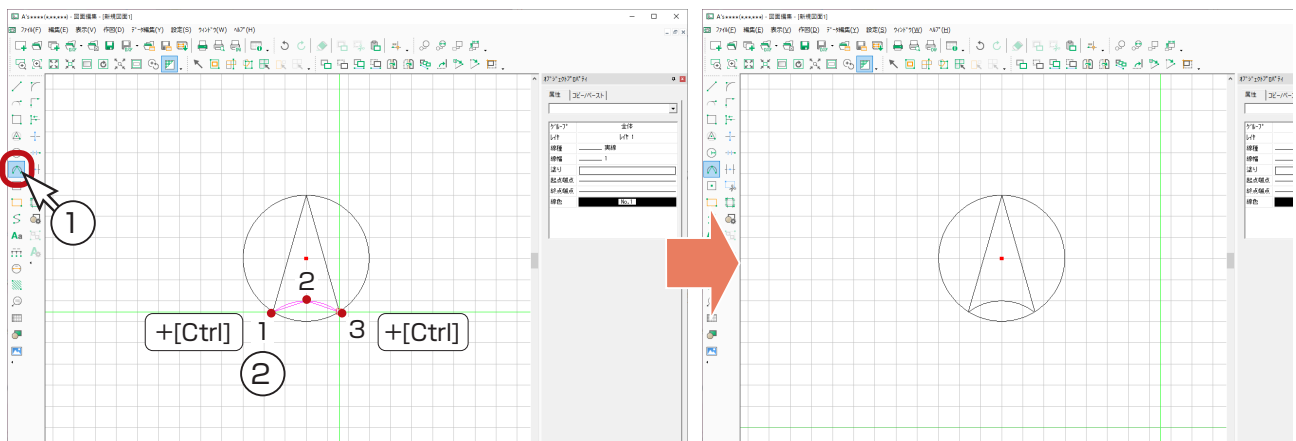 A's****(*,***,***) - 図面編集 - [新規図面1]
ファイル(F) 編集(E) 表示(V) 作図(D) データ編集(Y) 設定(S) ウィンドウ(W) ヘルプ(H)
オブジェクトプロパティ
属性 コピー/ペースト
グループ 全体
レイヤ レイヤ 1
線種 実線
線幅 1
塗り
起点端点
終点端点
線色 No.1
Aa
1
2
+[Ctrl] 1 3 +[Ctrl]
2
A's****(*,***,***) - 図面編集 - [新規図面1]
ファイル(F) 編集(E) 表示(V) 作図(D) データ編集(Y) 設定(S) ウィンドウ(W) ヘルプ(H)
オブジェクトプロパティ
属性 コピー/ペース
グループ
レイヤ
線種
線幅
塗り
起点端点
終点端点
線色